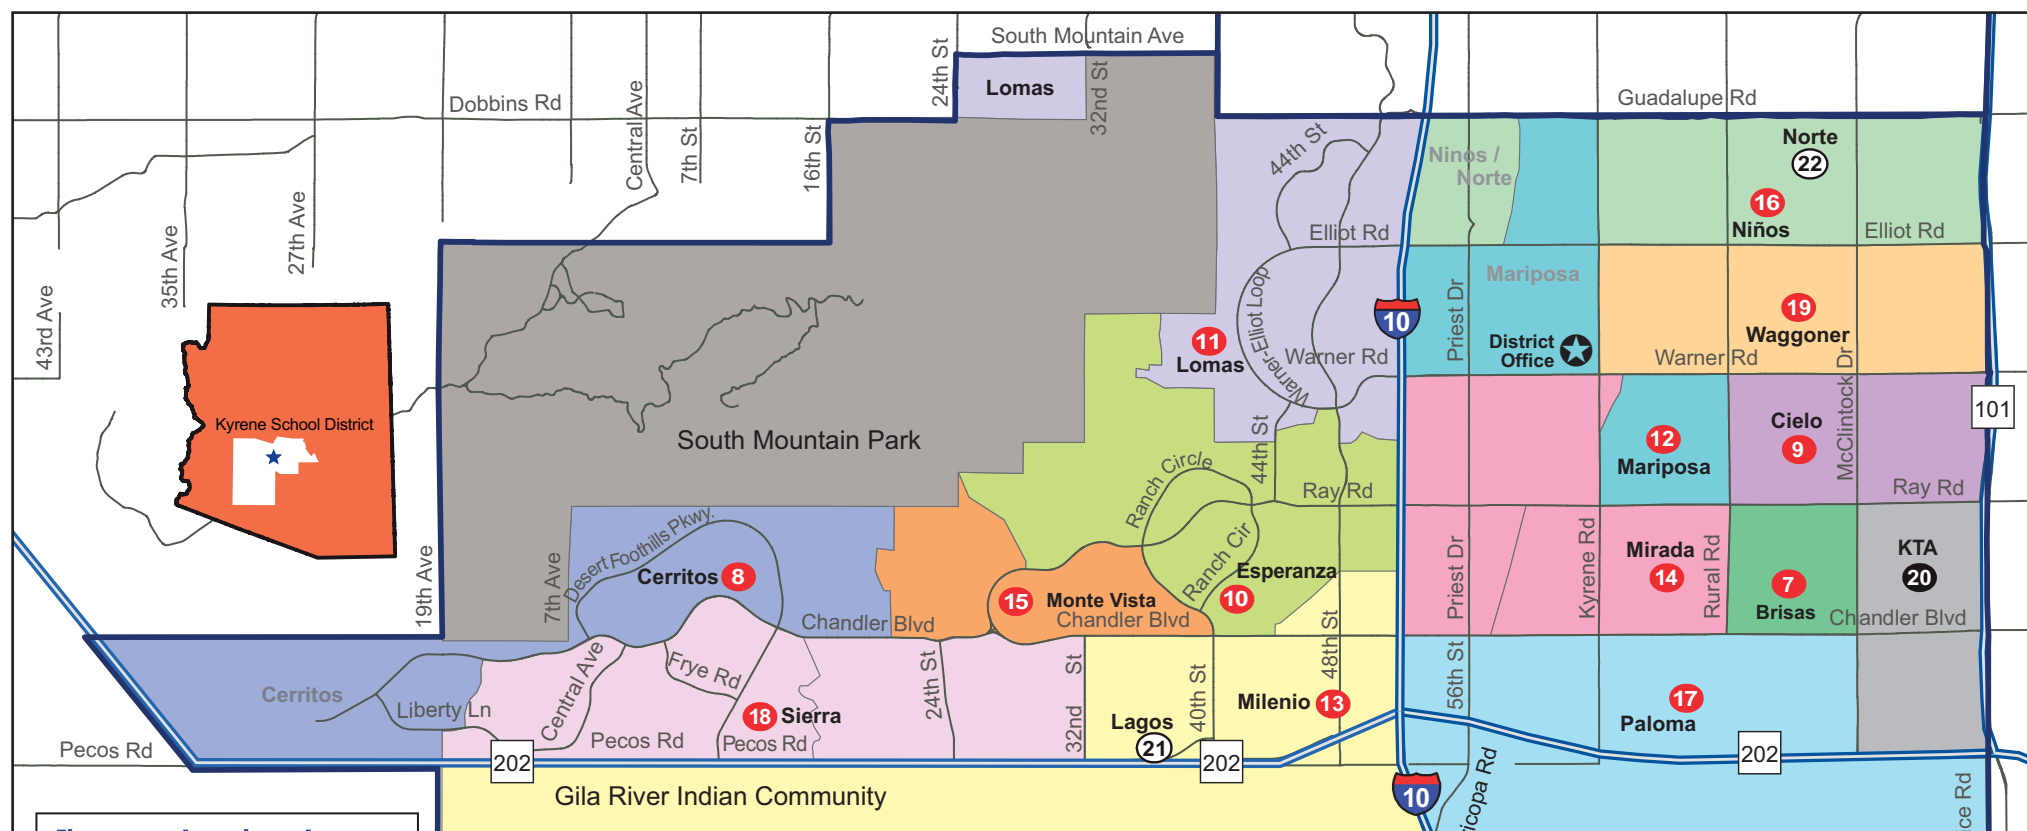 South Mountain Ave
24th St
Lomas
32nd St
Dobbins Rd
Central Ave
7th St
16th St
Guadalupe Rd
44th St
Ninos /
Norte
Norte
22
16
Niños
35th Ave
27th Ave
Elliot Rd
Elliot Rd
Mariposa
43rd Ave
Warner-Elliot Loop
10
Priest Dr
District
Office
19
Waggoner
11
Lomas
Warner Rd
Warner Rd
McClintock Dr
Kyrene School District
South Mountain Park
101
Cielo
9
12
Mariposa
44th St
Ranch Circle
Ray Rd
Ray Rd
19th Ave
7th Ave
Desert Foothills Pkwy.
Cerritos
8
Ranch Cir
Esperanza
10
15
Monte Vista
Chandler Blvd
Chandler Blvd
Priest Dr
Kyrene Rd
Mirada
14
Rural Rd
7
Brisas
KTA
20
Chandler Blvd
48th St
Cerritos
Liberty Ln
Central Ave
Frye Rd
18
Sierra
24th St
32nd
St
40th St
Milenio
13
56th St
17
Paloma
Lagos
21
Pecos Rd
Pecos Rd
Pecos Rd
202
202
202
Gila River Indian Community
10